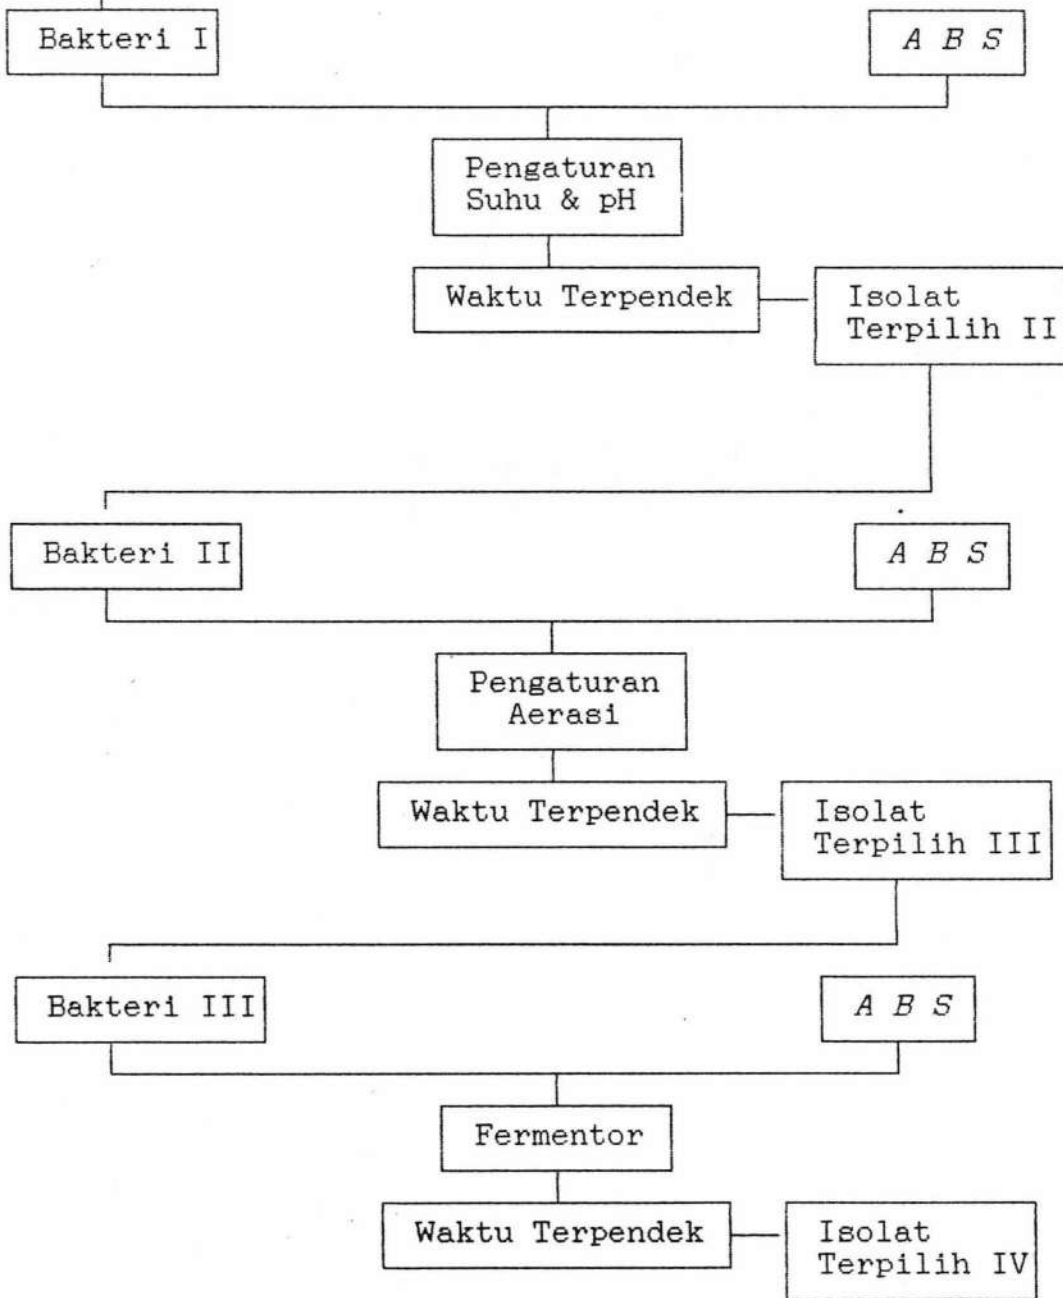 Bakteri I
A B S
Pengaturan
Suhu & pH
Waktu Terpendek
Isolat
Terpilih II
Bakteri II
A B S
Pengaturan
Aerasi
Waktu Terpendek
Isolat
Terpilih III
Bakteri III
A B S
Fermentor
Waktu Terpendek
Isolat
Terpilih IV